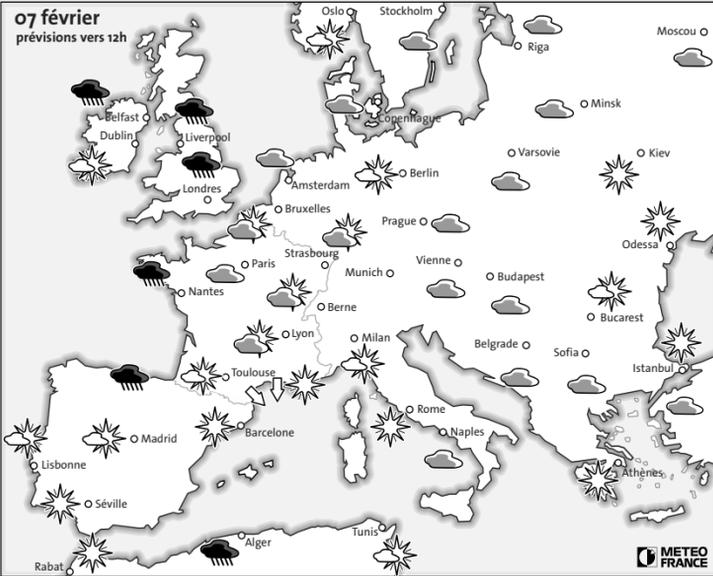 07 février
prévisions vers 12h
Oslo
Stockholm
Moscou
Riga
Minsk
Belfast
Dublin
Liverpool
Copenhague
Londres
Amsterdam
Berlin
Varsovie
Kiev
Bruxelles
Prague
Odessa
Paris
Strasbourg
Munich
Vienne
Budapest
Nantes
Berne
Bucarest
Lyon
Milan
Belgrade
Sofia
Istanbul
Toulouse
Rome
Barcelone
Naples
Madrid
Lisbonne
Athènes
Séville
Tunis
Alger
Rabat
METEO
FRANCE